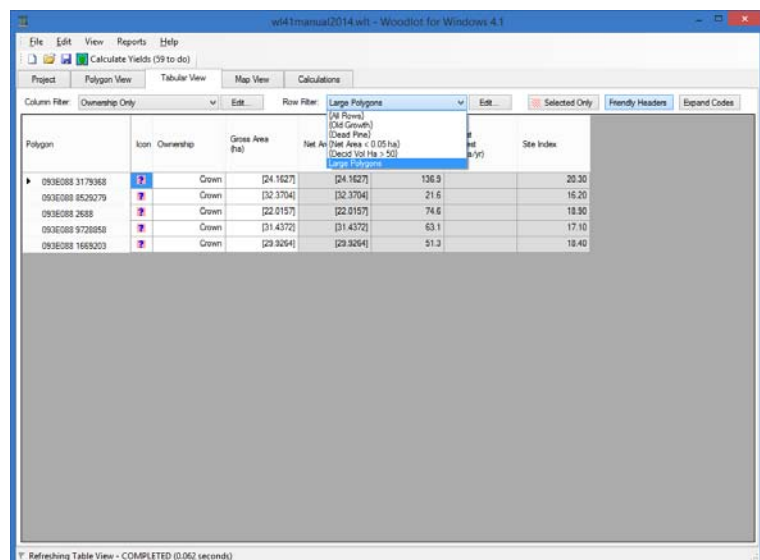 wl41manual2014.wlt - Woodlot for Windows 4.1
File Edit View Reports Help
Calculate Yields (59 to do)
Project Polygon View Tabular View Map View Calculations
Column Filter: Ownership Only Edit... Row Filter: Large Polygons Edit... Selected Only Friendly Headers Expand Codes
{All Rows}
{Old Growth}
{Dead Pine}
{Net Area < 0.05 ha}
{Decid Vol Ha > 50}
Large Polygons
Polygon Icon Ownership Gross Area (ha) Site Index
093E088 3179368 ? Crown [24.1627] [24.1627] 136.9 20.30
093E088 8529279 ? Crown [32.3704] [32.3704] 21.6 16.20
093E088 2688 ? Crown [22.0157] [22.0157] 74.6 18.90
093E088 9728858 ? Crown [31.4372] [31.4372] 63.1 17.10
093E088 1669203 ? Crown [29.9264] [29.9264] 51.3 18.40
Refreshing Table View - COMPLETED (0.062 seconds)